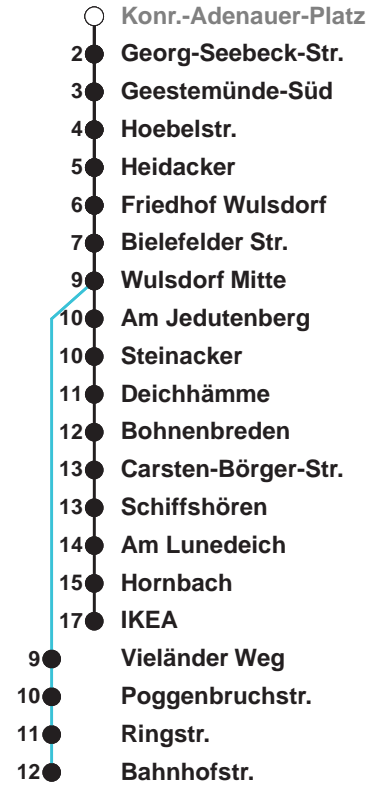 Konr.-Adenauer-Platz
2 Georg-Seebeck-Str.
3 Geestemünde-Süd
4 Hoebelstr.
5 Heidacker
6 Friedhof Wulsdorf
7 Bielefelder Str.
9 Wulsdorf Mitte
10 Am Jedutenberg
10 Steinacker
11 Deichhämme
12 Bohnenbreden
13 Carsten-Börger-Str.
13 Schiffshören
14 Am Lunedeich
15 Hornbach
17 IKEA
9 Vieländer Weg
10 Poggenbruchstr.
11 Ringstr.
12 Bahnhofstr.